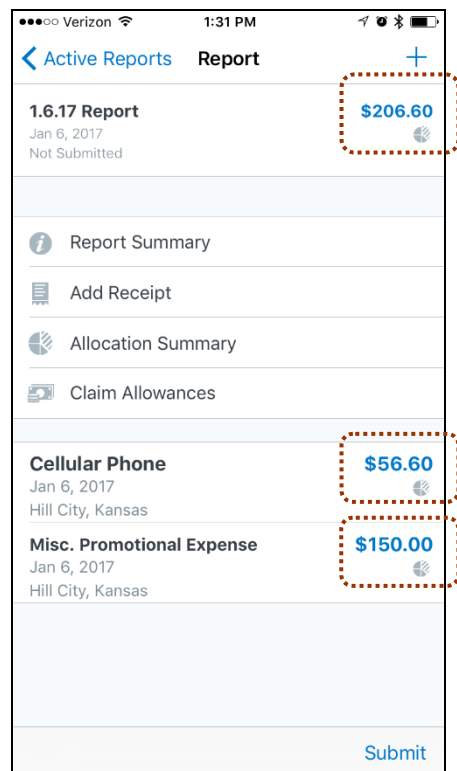 Verizon 1:31 PM
Active Reports Report
1.6.17 Report $206.60
Jan 6, 2017
Not Submitted
Report Summary
Add Receipt
Allocation Summary
Claim Allowances
Cellular Phone $56.60
Jan 6, 2017
Hill City, Kansas
Misc. Promotional Expense $150.00
Jan 6, 2017
Hill City, Kansas
Submit